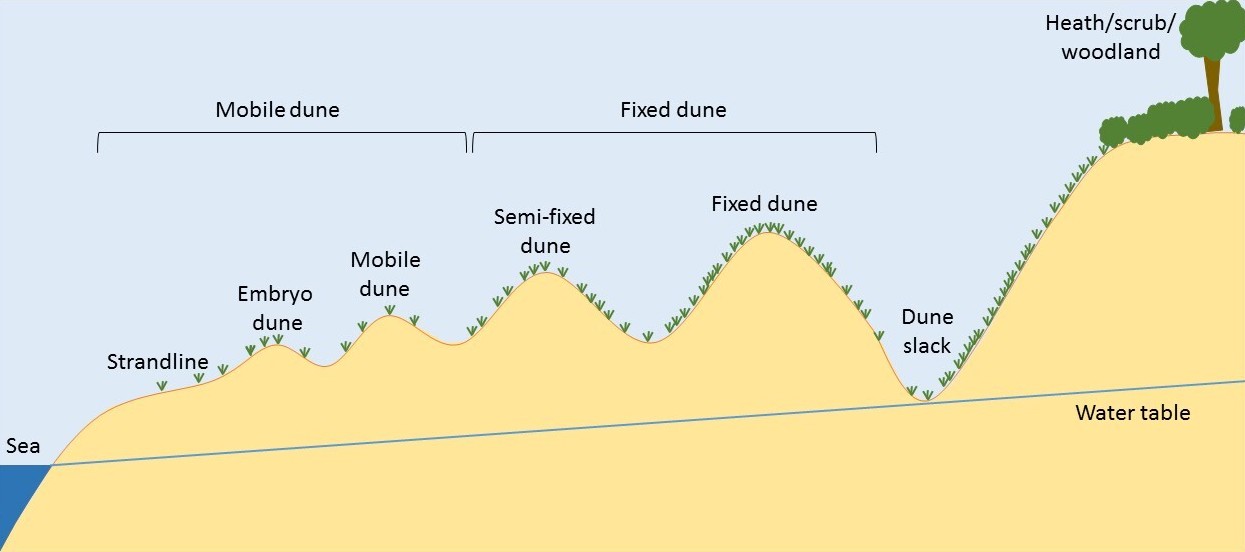 Heath/scrub/
woodland
Mobile dune
Fixed dune
Fixed dune
Semi-fixed
dune
Mobile
dune
Embryo
dune
Strandline
Dune
slack
Water table
Sea